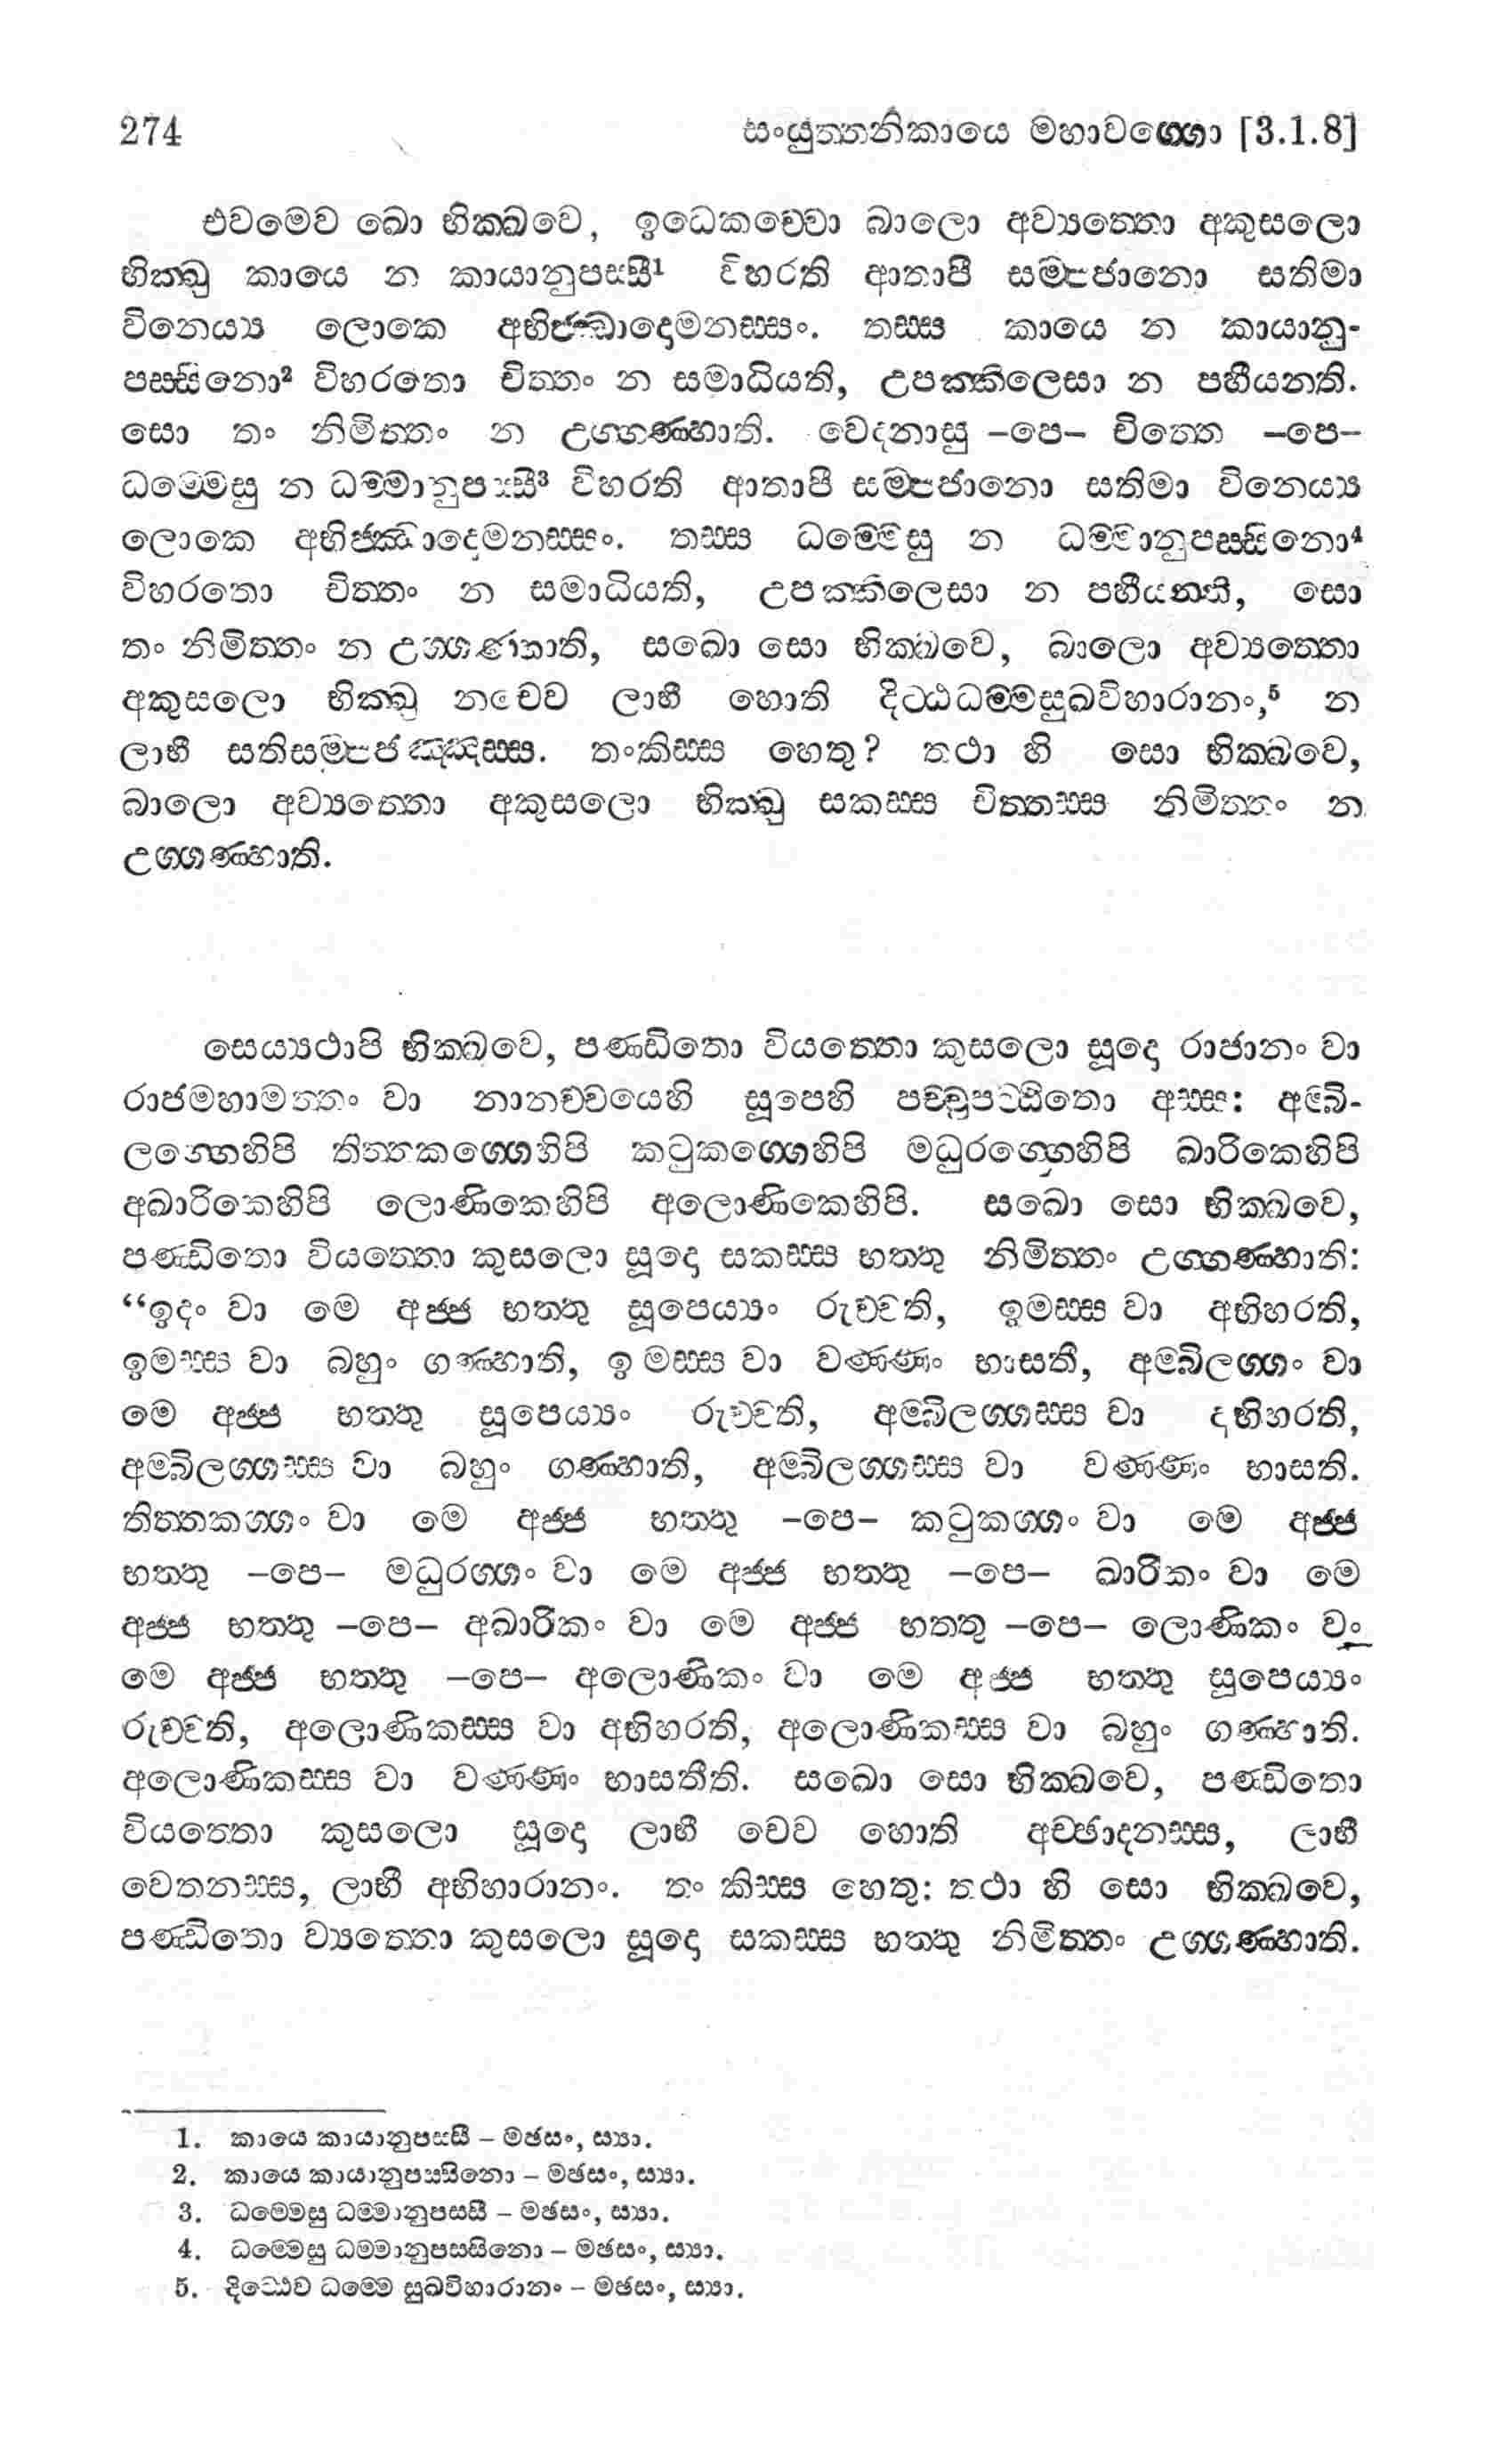 274 සංයුත්තනිකායෙ මහාවග්ගො [3.1.8]
එවමෙව ඛො භික්ඛවෙ, ඉධෙකච්චො බාලො අව්‍යත්තො අකුසලො
භික්ඛු කායෙ න කායානුපස්සී¹ විහරති ආතාපී සම්පජානො සතිමා
විනෙය්‍ය ලොකෙ අභිජ්ඣාදොමනස්සං. තස්ස කායෙ න කායානු-
පස්සිනො² විහරතො චිත්තං න සමාධියති, උපක්කිලෙසා න පහීයන්ති.
සො තං නිමිත්තං න උග්ගණ්හාති. වෙදනාසු –පෙ– චිත්තෙ –පෙ–
ධම්මෙසු න ධම්මානුපස්සී³ විහරති ආතාපී සම්පජානො සතිමා විනෙය්‍ය
ලොකෙ අභිජ්ඣාදොමනස්සං. තස්ස ධම්මෙසු න ධම්මානුපස්සිනො⁴
විහරතො චිත්තං න සමාධියති, උපක්කිලෙසා න පහීයන්ති, සො
තං නිමිත්තං න උග්ගණ්හාති, සඛො සො භික්ඛවෙ, බාලො අව්‍යත්තො
අකුසලො භික්ඛු නචෙව ලාභී හොති දිට්ඨධම්මසුඛවිහාරානං,⁵ න
ලාභී සතිසම්පජඤ්ඤස්ස. තංකිස්ස හෙතු? තථා හි සො භික්ඛවෙ,
බාලො අව්‍යත්තො අකුසලො භික්ඛු සකස්ස චිත්තස්ස නිමිත්තං න
උග්ගණ්හාති.
සෙය්‍යථාපි භික්ඛවෙ, පණ්ඩිතො වියත්තො කුසලො සූදො රාජානං වා
රාජමහාමත්තං වා නානච්චයෙහි සූපෙහි පච්චුපට්ඨිතො අස්ස: අම්බි-
ලග්ගෙහිපි තිත්තකග්ගෙහිපි කටුකග්ගෙහිපි මධුරග්ගෙහිපි ඛාරිකෙහිපි
අඛාරිකෙහිපි ලොණිකෙහිපි අලොණිකෙහිපි. සඛො සො භික්ඛවෙ,
පණ්ඩිතො වියත්තො කුසලො සූදො සකස්ස භත්තු නිමිත්තං උග්ගණ්හාති:
“ඉදං වා මෙ අජ්ජ භත්තු සූපෙය්‍යං රුච්චති, ඉමස්ස වා අභිහරති,
ඉමස්ස වා බහුං ගණ්හාති, ඉමස්ස වා වණ්ණං භාසතී, අම්බිලග්ගං වා
මෙ අජ්ජ භත්තු සූපෙය්‍යං රුච්චති, අම්බිලග්ගස්ස වා අභිහරති,
අම්බිලග්ගස්ස වා බහුං ගණ්හාති, අම්බිලග්ගස්ස වා වණ්ණං භාසති.
තිත්තකග්ගං වා මෙ අජ්ජ භත්තු –පෙ– කටුකග්ගං වා මෙ අජ්ජ
භත්තු –පෙ– මධුරග්ගං වා මෙ අජ්ජ භත්තු –පෙ– ඛාරිකං වා මෙ
අජ්ජ භත්තු –පෙ– අඛාරිකං වා මෙ අජ්ජ භත්තු –පෙ– ලොණිකං වා
මෙ අජ්ජ භත්තු –පෙ– අලොණිකං වා මෙ අජ්ජ භත්තු සූපෙය්‍යං
රුච්චති, අලොණිකස්ස වා අභිහරති, අලොණිකස්ස වා බහුං ගණ්හාති.
අලොණිකස්ස වා වණ්ණං භාසතීති. සඛො සො භික්ඛවෙ, පණ්ඩිතො
වියත්තො කුසලො සූදො ලාභී චෙව හොති අච්ඡාදනස්ස, ලාභී
වෙතනස්ස, ලාභී අභිහාරානං. තං කිස්ස හෙතු: තථා හි සො භික්ඛවෙ,
පණ්ඩිතො ව්‍යත්තො කුසලො සූදො සකස්ස භත්තු නිමිත්තං උග්ගණ්හාති.
1. කායෙ කායානුපස්සී – මඡසං, ස්‍යා.
2. කායෙ කායානුපස්සිනො – මඡසං, ස්‍යා.
3. ධම්මෙසු ධම්මානුපස්සී – මඡසං, ස්‍යා.
4. ධම්මෙසු ධම්මානුපස්සිනො – මඡසං, ස්‍යා.
5. දිට්ඨෙව ධම්මෙ සුඛවිහාරානං – මඡසං, ස්‍යා.